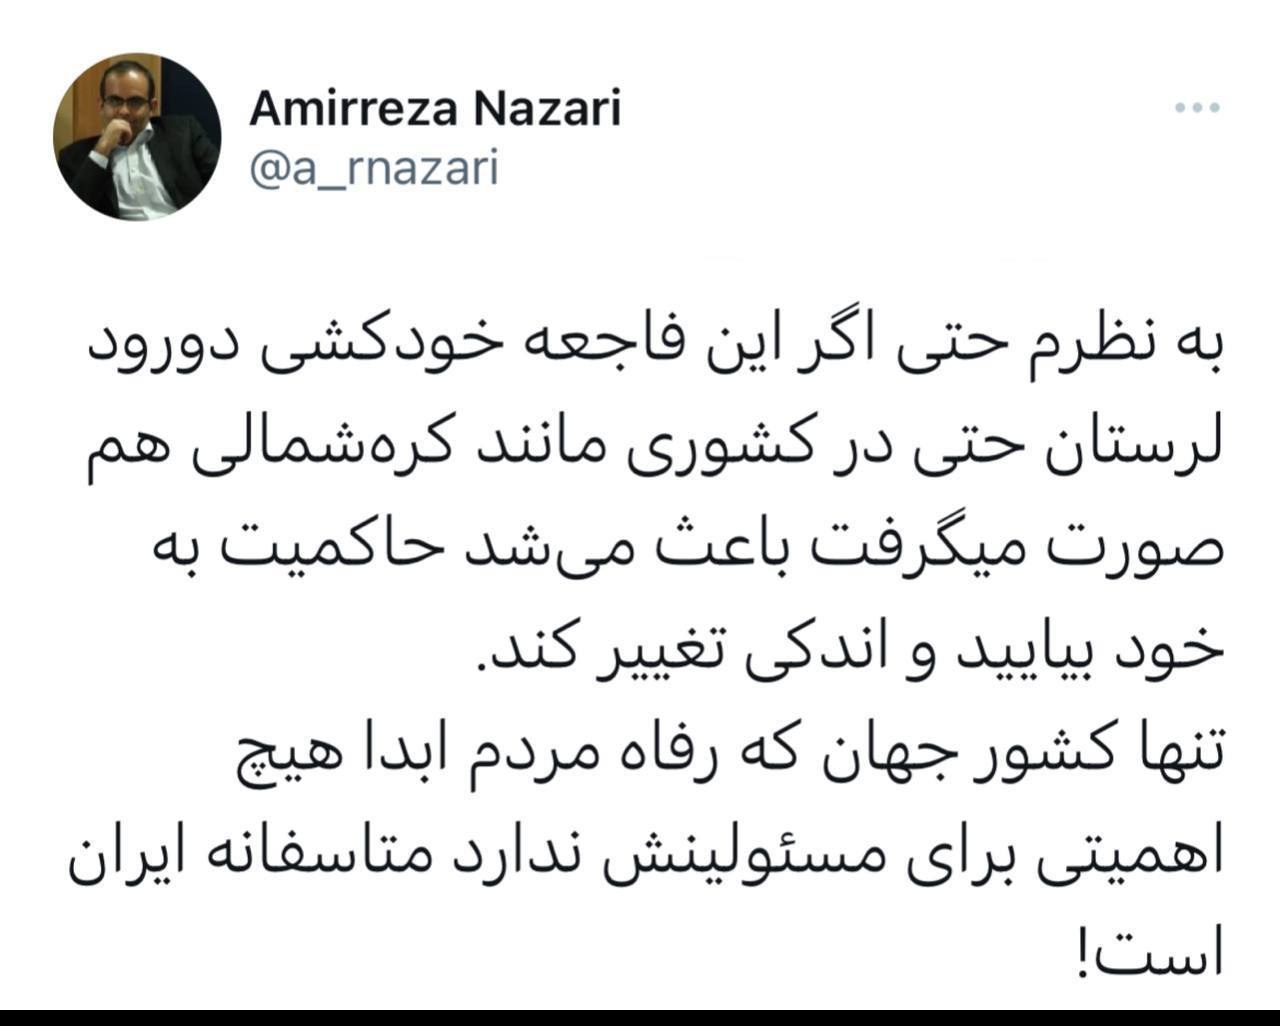 Amirreza Nazari
@a_rnazari
به نظرم حتی اگر این فاجعه خودکشی دورود
لرستان حتی در کشوری مانند کره‌شمالی هم
صورت میگرفت باعث می‌شد حاکمیت به
خود بیایید و اندکی تغییر کند.
تنها کشور جهان که رفاه مردم ابدا هیچ
اهمیتی برای مسئولینش ندارد متاسفانه ایران
است!